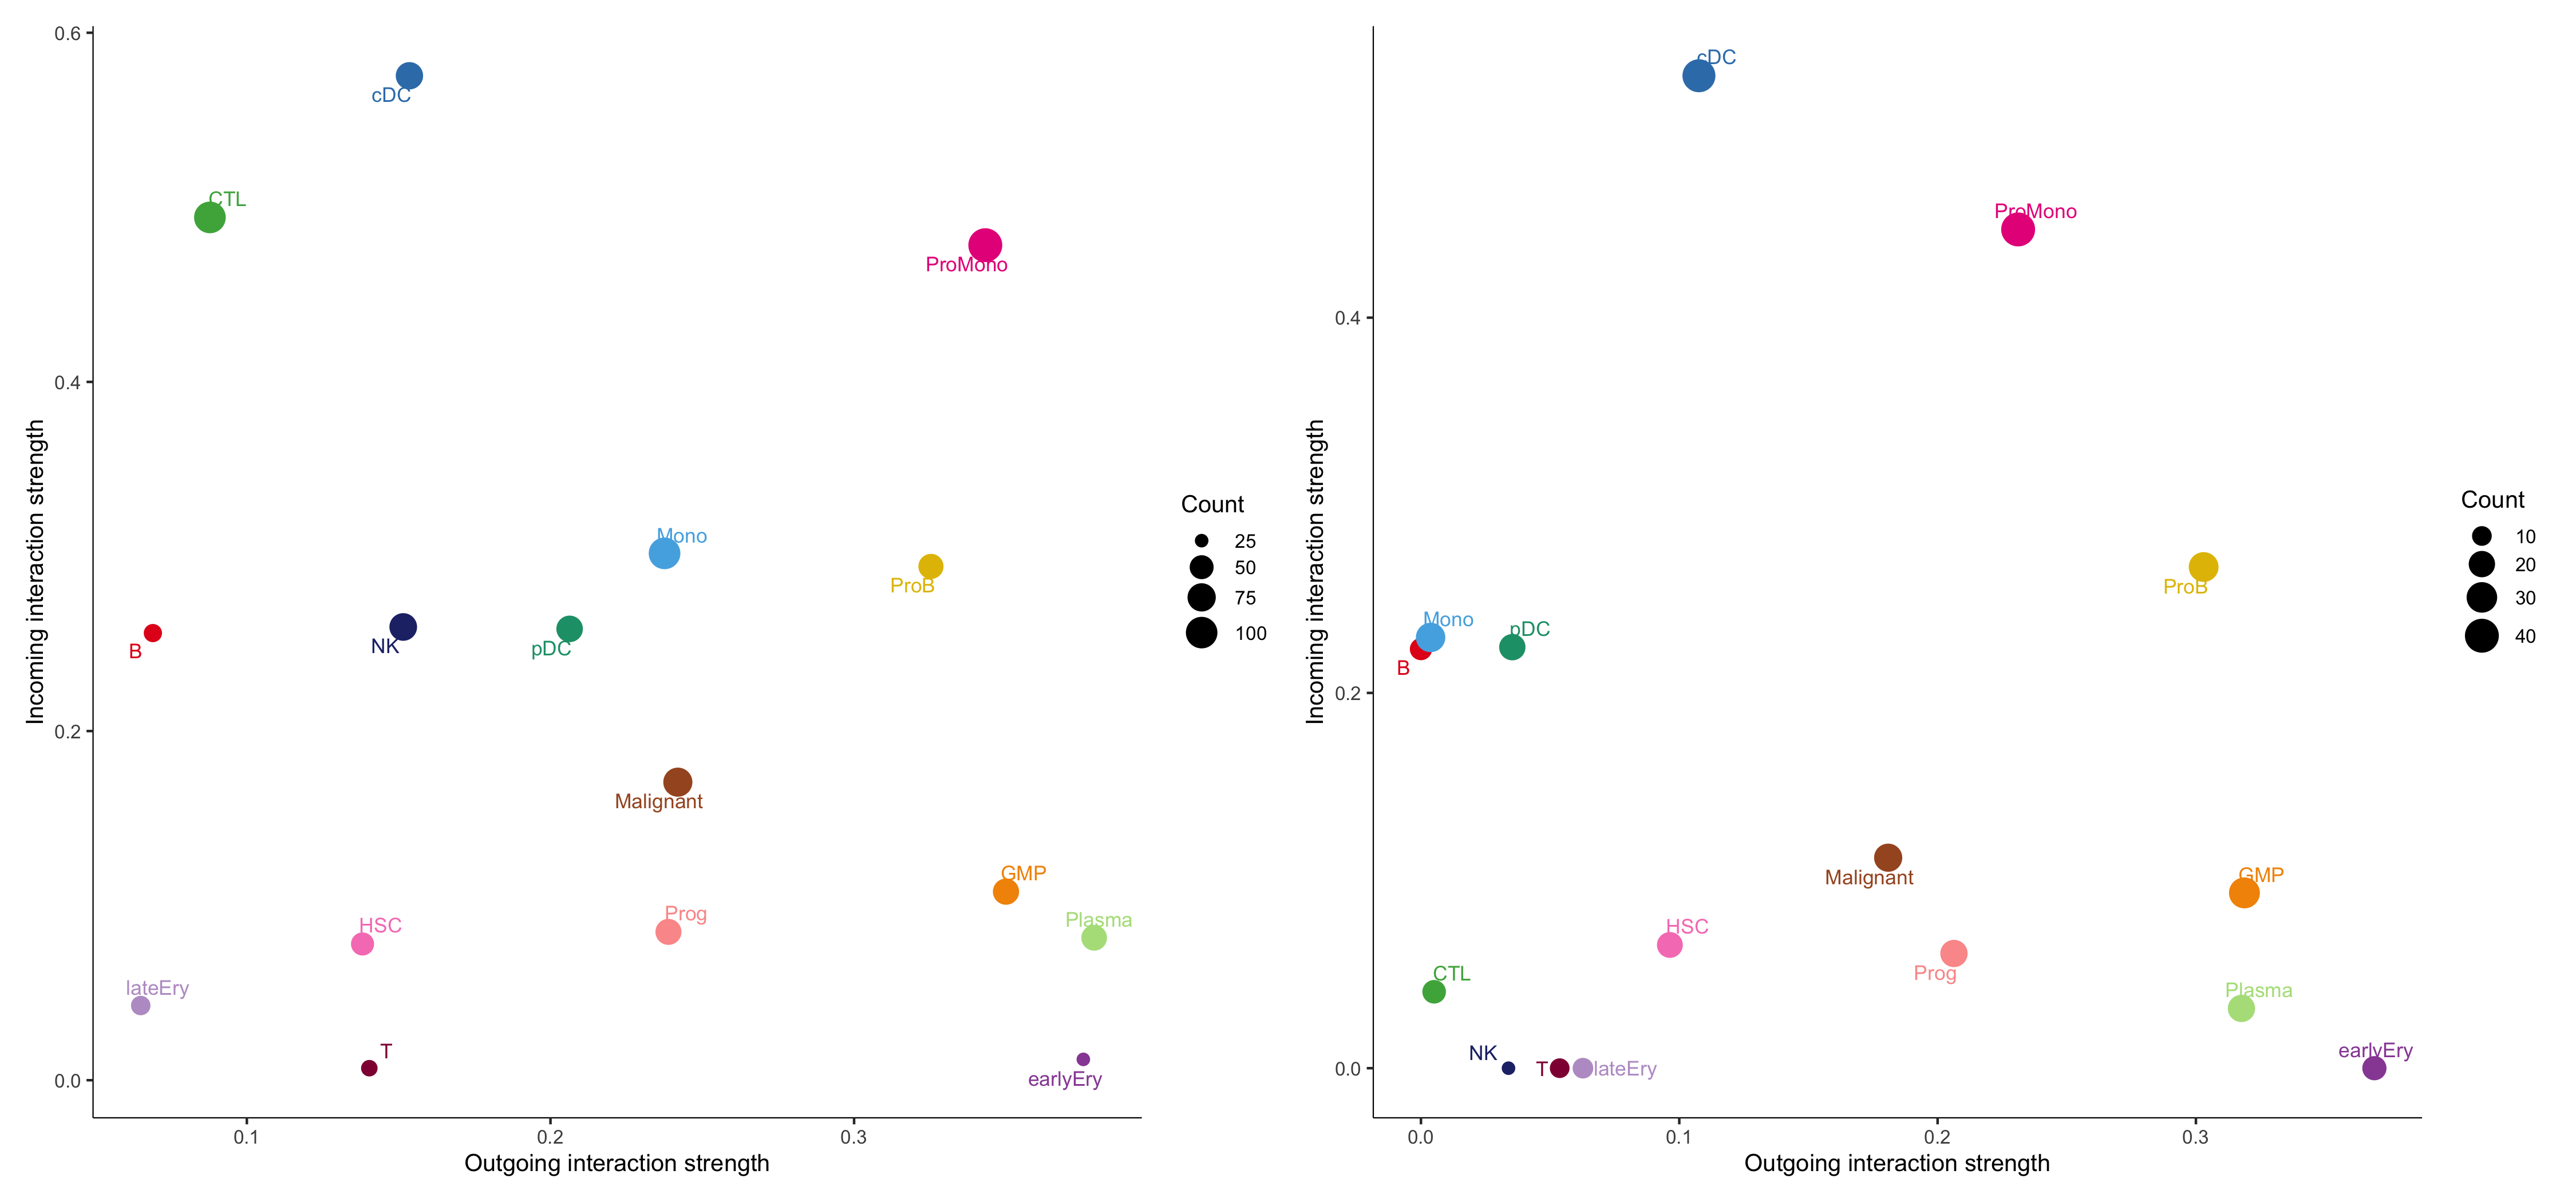 0.6
cDC
CTL
ProMono
0.4
Mono
ProB
B
NK
pDC
0.2
Malignant
GMP
Prog
Plasma
HSC
lateEry
T
earlyEry
0.0
0.1
0.2
0.3
Outgoing interaction strength
Incoming interaction strength
Count
25
50
75
100
cDC
ProMono
0.4
ProB
Mono
pDC
B
0.2
Malignant
GMP
HSC
Prog
CTL
Plasma
NK
T
lateEry
earlyEry
0.0
0.0
0.1
0.2
0.3
Outgoing interaction strength
Incoming interaction strength
Count
10
20
30
40